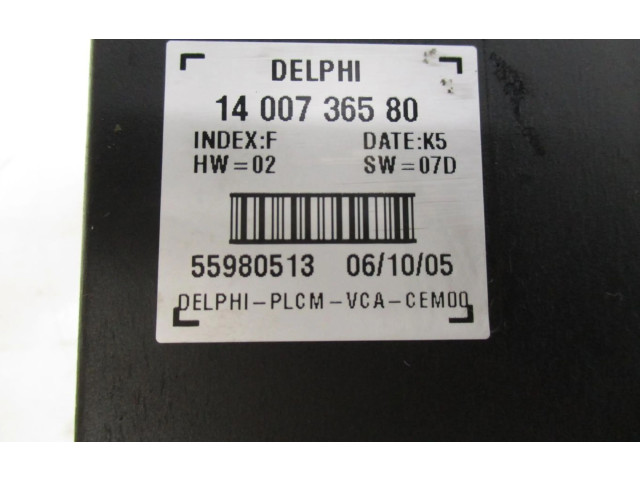 DELPHI
14 007 365 80
INDEX:F DATE:K5
HW=02 SW=07D
55980513 06/10/05
DELPHI-PLCM-VCA-CEM00